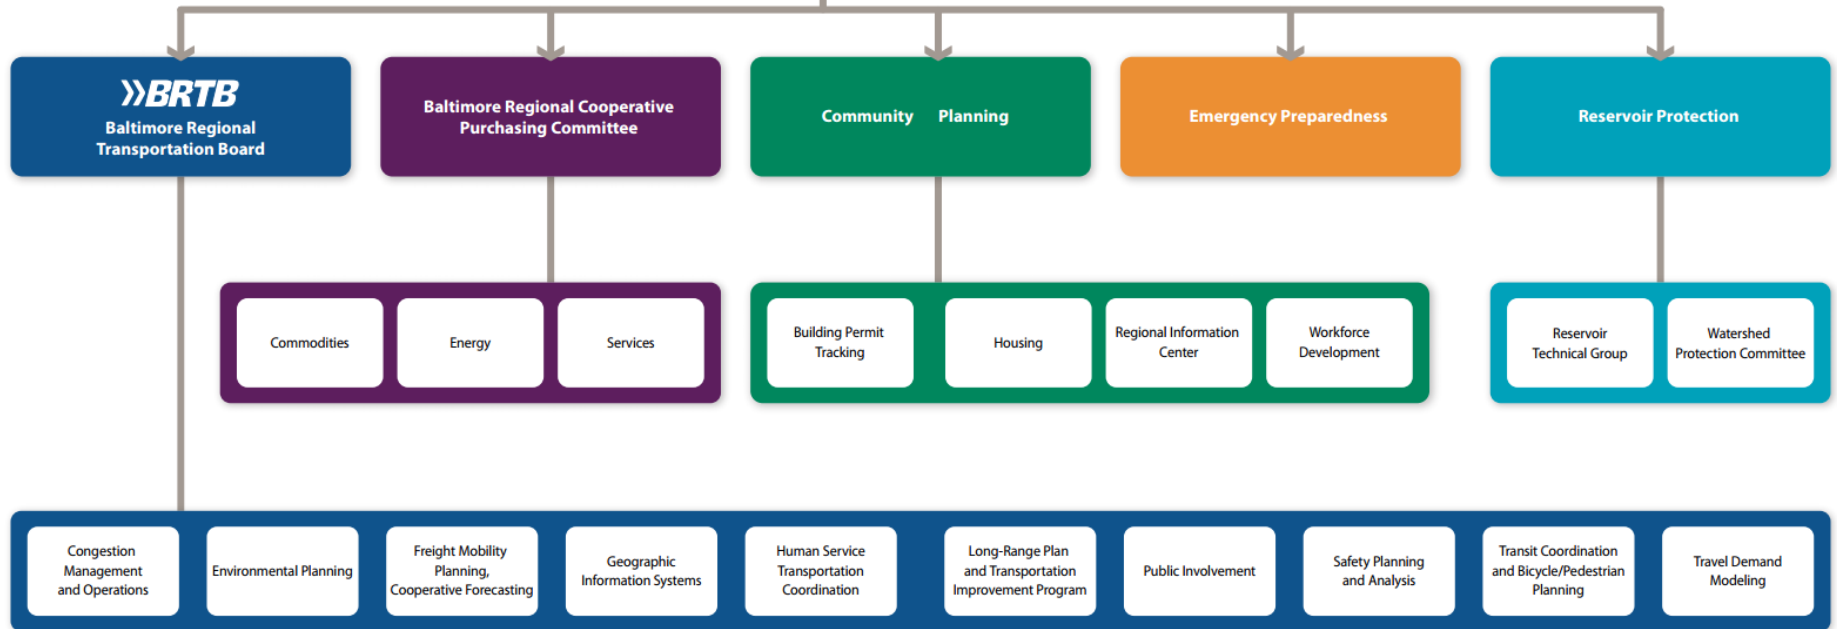 »BRTB
Baltimore Regional
Transportation Board
Baltimore Regional Cooperative
Purchasing Committee
Community Planning
Emergency Preparedness
Reservoir Protection
Commodities
Energy
Services
Building Permit
Tracking
Housing
Regional Information
Center
Workforce
Development
Reservoir
Technical Group
Watershed
Protection Committee
Congestion
Management
and Operations
Environmental Planning
Freight Mobility
Planning,
Cooperative Forecasting
Geographic
Information Systems
Human Service
Transportation
Coordination
Long-Range Plan
and Transportation
Improvement Program
Public Involvement
Safety Planning
and Analysis
Transit Coordination
and Bicycle/Pedestrian
Planning
Travel Demand
Modeling